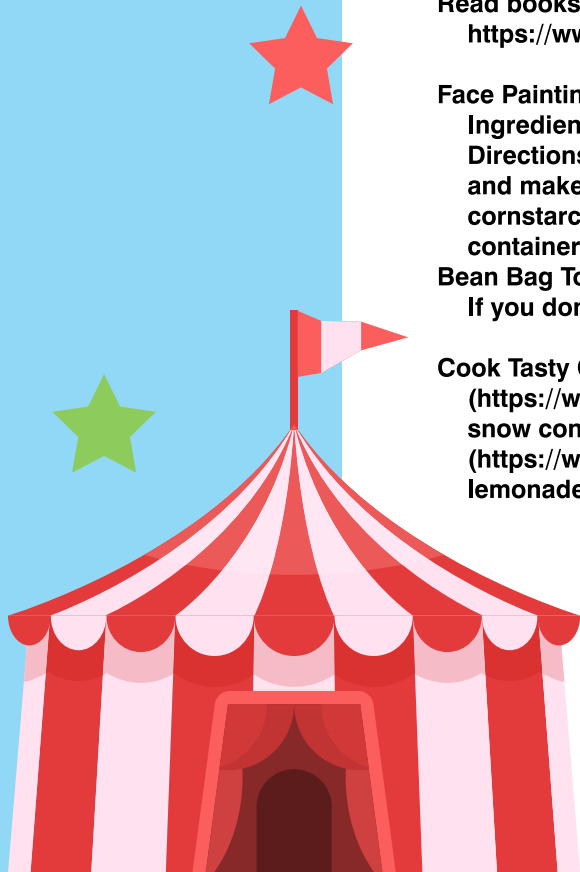 Read books
https://ww
Face Paintin
Ingredien
Directions
and make
cornstarc
container
Bean Bag To
If you don
Cook Tasty
(https://w
snow con
(https://w
lemonade